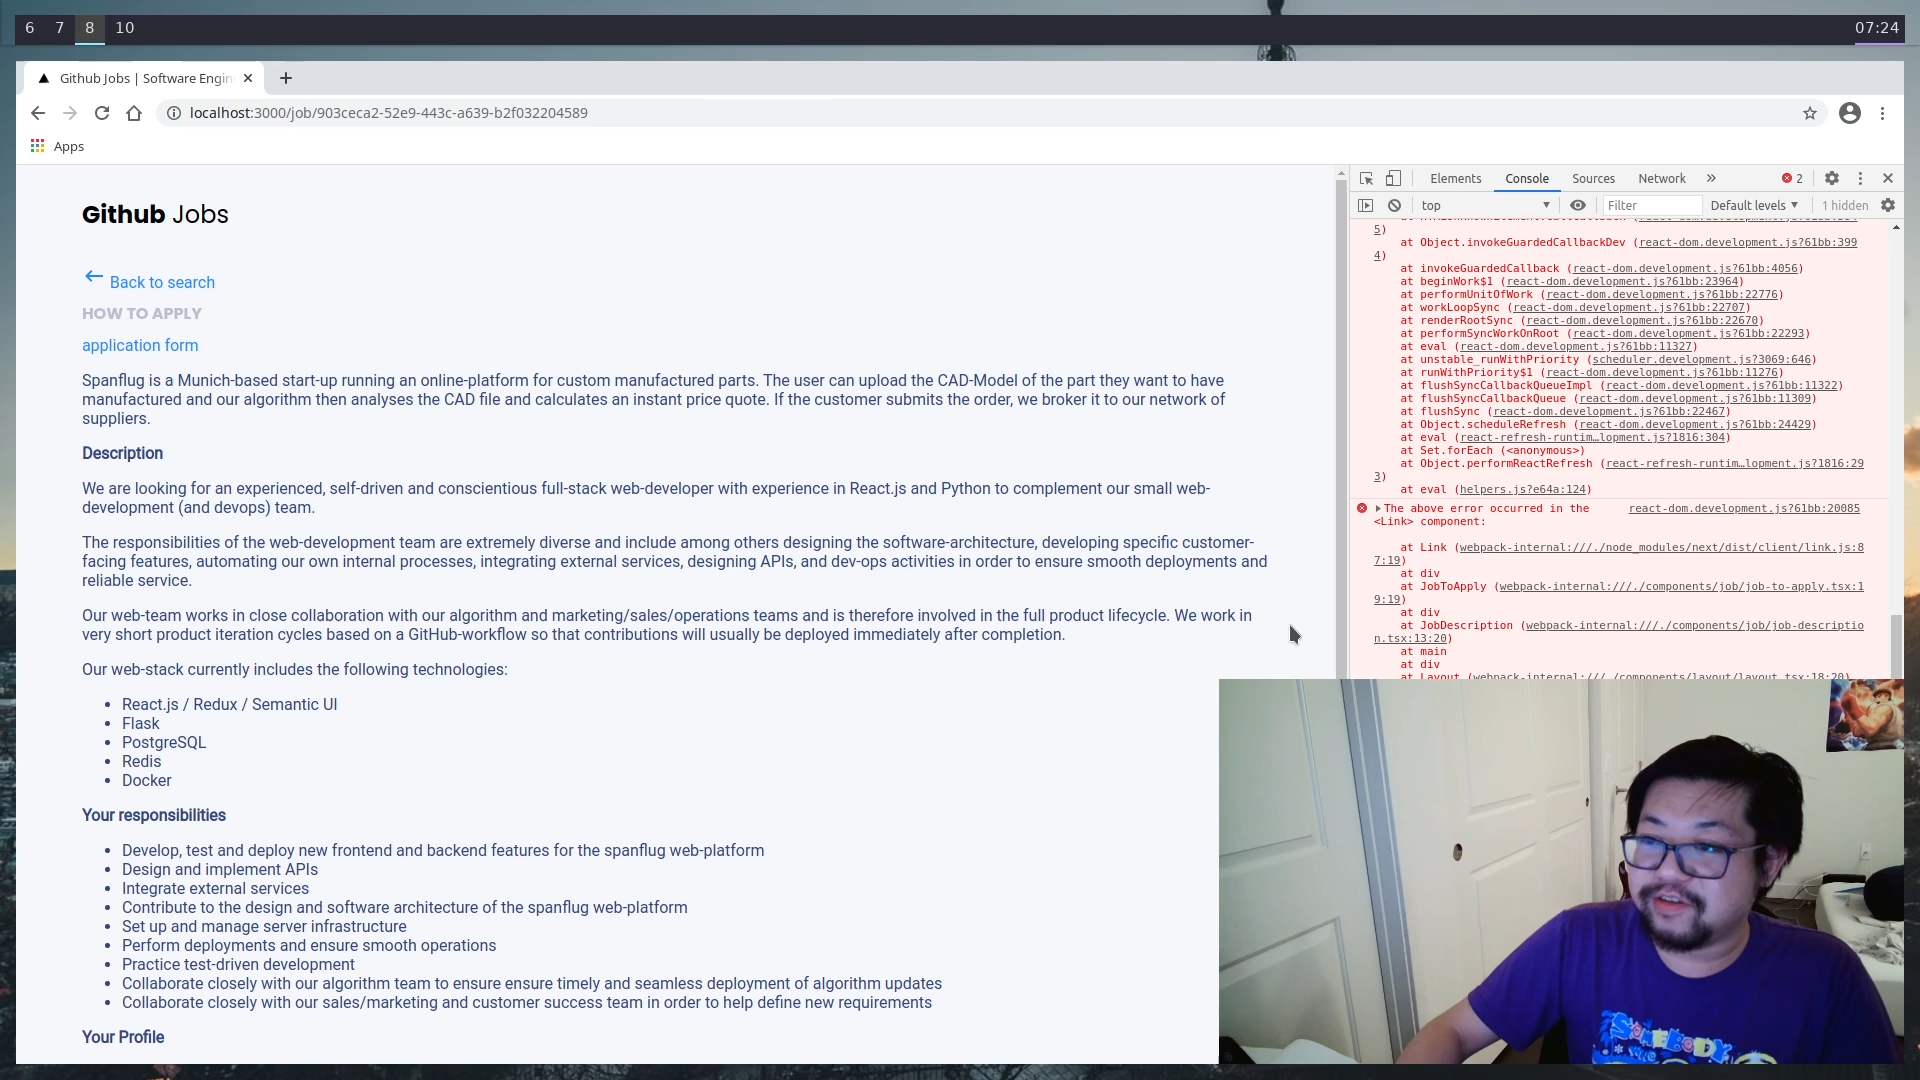 6 7 8 10
07:24
Github Jobs | Software Engin
localhost:3000/job/903ceca2-52e9-443c-a639-b2f032204589
Apps
Github Jobs
Back to search
HOW TO APPLY
application form
Spanflug is a Munich-based start-up running an online-platform for custom manufactured parts. The user can upload the CAD-Model of the part they want to have
manufactured and our algorithm then analyses the CAD file and calculates an instant price quote. If the customer submits the order, we broker it to our network of
suppliers.
Description
We are looking for an experienced, self-driven and conscientious full-stack web-developer with experience in React.js and Python to complement our small web-
development (and devops) team.
The responsibilities of the web-development team are extremely diverse and include among others designing the software-architecture, developing specific customer-
facing features, automating our own internal processes, integrating external services, designing APIs, and dev-ops activities in order to ensure smooth deployments and
reliable service.
Our web-team works in close collaboration with our algorithm and marketing/sales/operations teams and is therefore involved in the full product lifecycle. We work in
very short product iteration cycles based on a GitHub-workflow so that contributions will usually be deployed immediately after completion.
Our web-stack currently includes the following technologies:
• React.js / Redux / Semantic UI
• Flask
• PostgreSQL
• Redis
• Docker
Your responsibilities
• Develop, test and deploy new frontend and backend features for the spanflug web-platform
• Design and implement APIs
• Integrate external services
• Contribute to the design and software architecture of the spanflug web-platform
• Set up and manage server infrastructure
• Perform deployments and ensure smooth operations
• Practice test-driven development
• Collaborate closely with our algorithm team to ensure ensure timely and seamless deployment of algorithm updates
• Collaborate closely with our sales/marketing and customer success team in order to help define new requirements
Your Profile
Elements Console Sources Network » 2
top Filter Default levels 1 hidden
5)
at Object.invokeGuardedCallbackDev (react-dom.development.js?61bb:399
4)
at invokeGuardedCallback (react-dom.development.js?61bb:4056)
at beginWork$1 (react-dom.development.js?61bb:23964)
at performUnitOfWork (react-dom.development.js?61bb:22776)
at workLoopSync (react-dom.development.js?61bb:22707)
at renderRootSync (react-dom.development.js?61bb:22670)
at performSyncWorkOnRoot (react-dom.development.js?61bb:22293)
at eval (react-dom.development.js?61bb:11327)
at unstable_runWithPriority (scheduler.development.js?3069:646)
at runWithPriority$1 (react-dom.development.js?61bb:11276)
at flushSyncCallbackQueueImpl (react-dom.development.js?61bb:11322)
at flushSyncCallbackQueue (react-dom.development.js?61bb:11309)
at flushSync (react-dom.development.js?61bb:22467)
at Object.scheduleRefresh (react-dom.development.js?61bb:24429)
at eval (react-refresh-runtim…lopment.js?1816:304)
at Set.forEach (<anonymous>)
at Object.performReactRefresh (react-refresh-runtim…lopment.js?1816:29
3)
at eval (helpers.js?e64a:124)
The above error occurred in the react-dom.development.js?61bb:20085
<Link> component:
at Link (webpack-internal:///./node_modules/next/dist/client/link.js:8
7:19)
at div
at JobToApply (webpack-internal:///./components/job/job-to-apply.tsx:1
9:19)
at div
at JobDescription (webpack-internal:///./components/job/job-descriptio
n.tsx:13:20)
at main
at div
at Layout (webpack-internal:///./components/layout/layout.tsx:18:20)
SOMEBODY